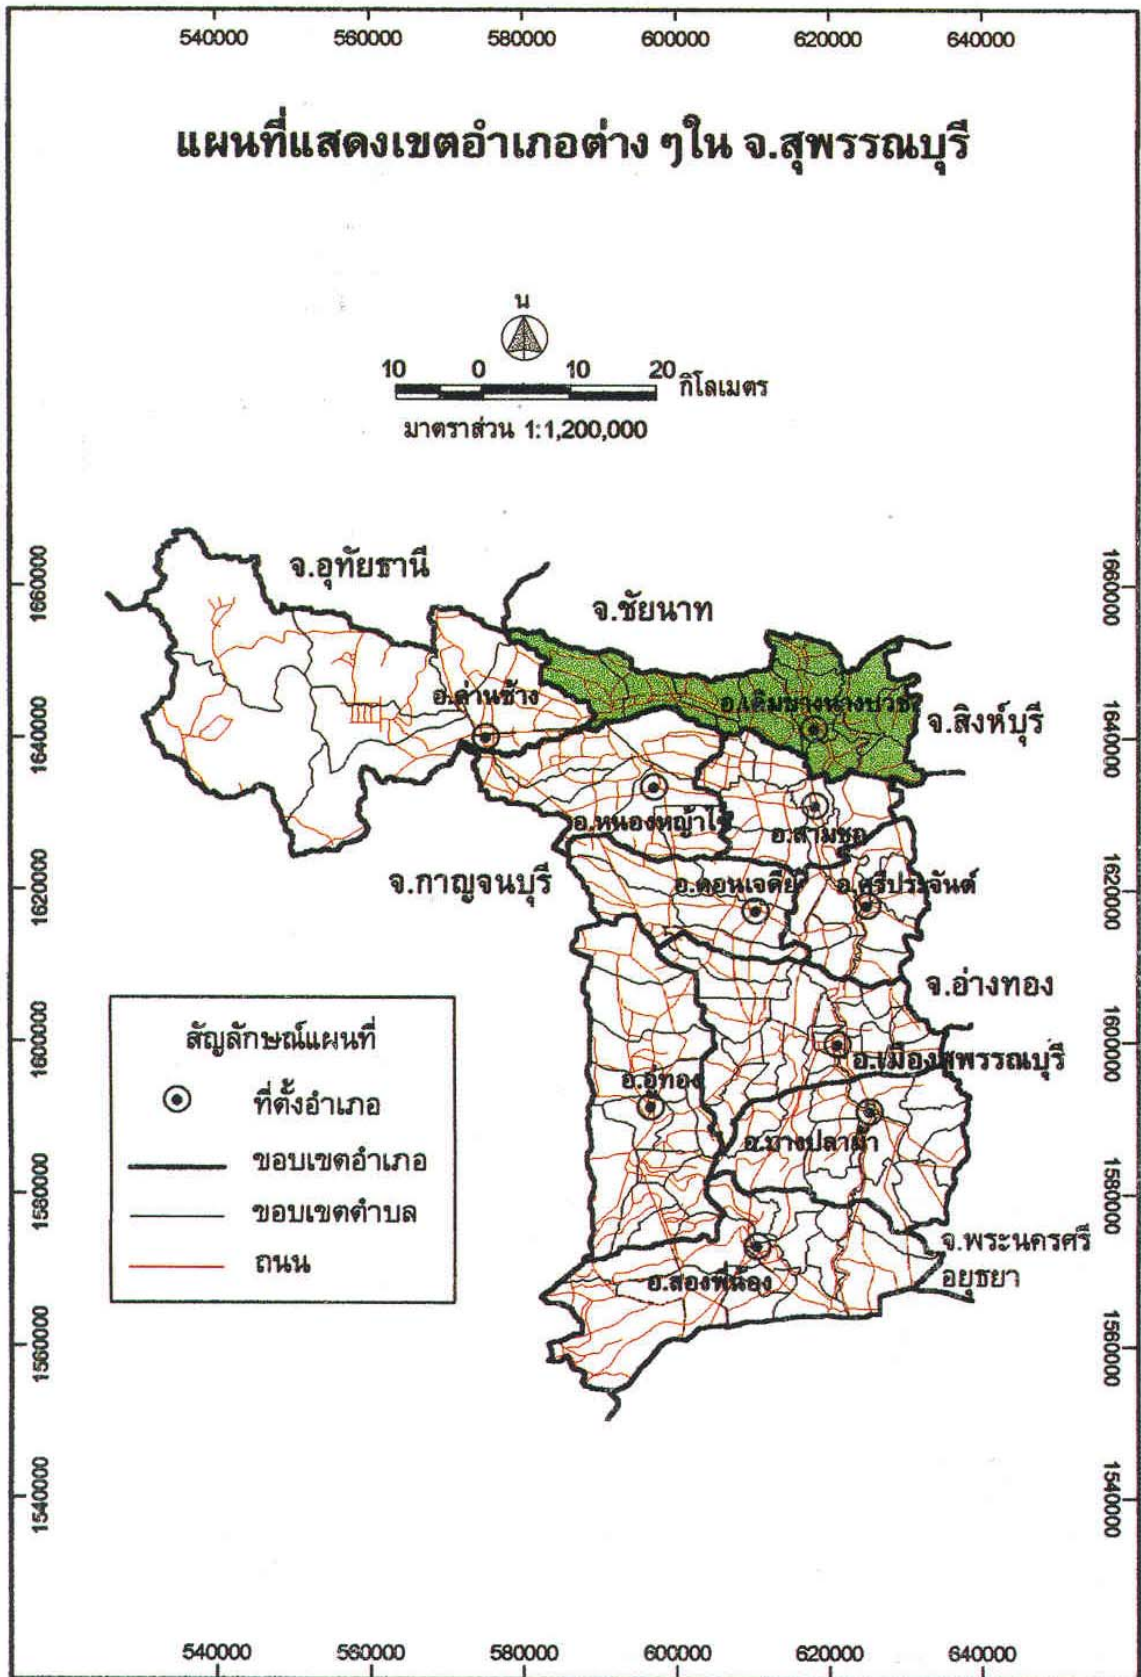 540000 560000 580000 600000 620000 640000
แผนที่แสดงเขตอำเภอต่าง ๆใน จ.สุพรรณบุรี
น
10 0 10 20 กิโลเมตร
มาตราส่วน 1:1,200,000
1660000
1660000
จ.อุทัยธานี
จ.ชัยนาท
อ.ด่านช้าง
อ.เดิมบางนางบวช
จ.สิงห์บุรี
1640000
1640000
อ.หนองหญ้าไซ
อ.สามชุก
จ.กาญจนบุรี
อ.ดอนเจดีย์
อ.ศรีประจันต์
1620000
1620000
จ.อ่างทอง
สัญลักษณ์แผนที่
ที่ตั้งอำเภอ
ขอบเขตอำเภอ
ขอบเขตตำบล
ถนน
1600000
1600000
อ.เมืองสุพรรณบุรี
อ.อู่ทอง
อ.บางปลาม้า
1580000
1580000
จ.พระนครศรี
อยุธยา
อ.สองพี่น้อง
1560000
1560000
1540000
1540000
540000 560000 580000 600000 620000 640000